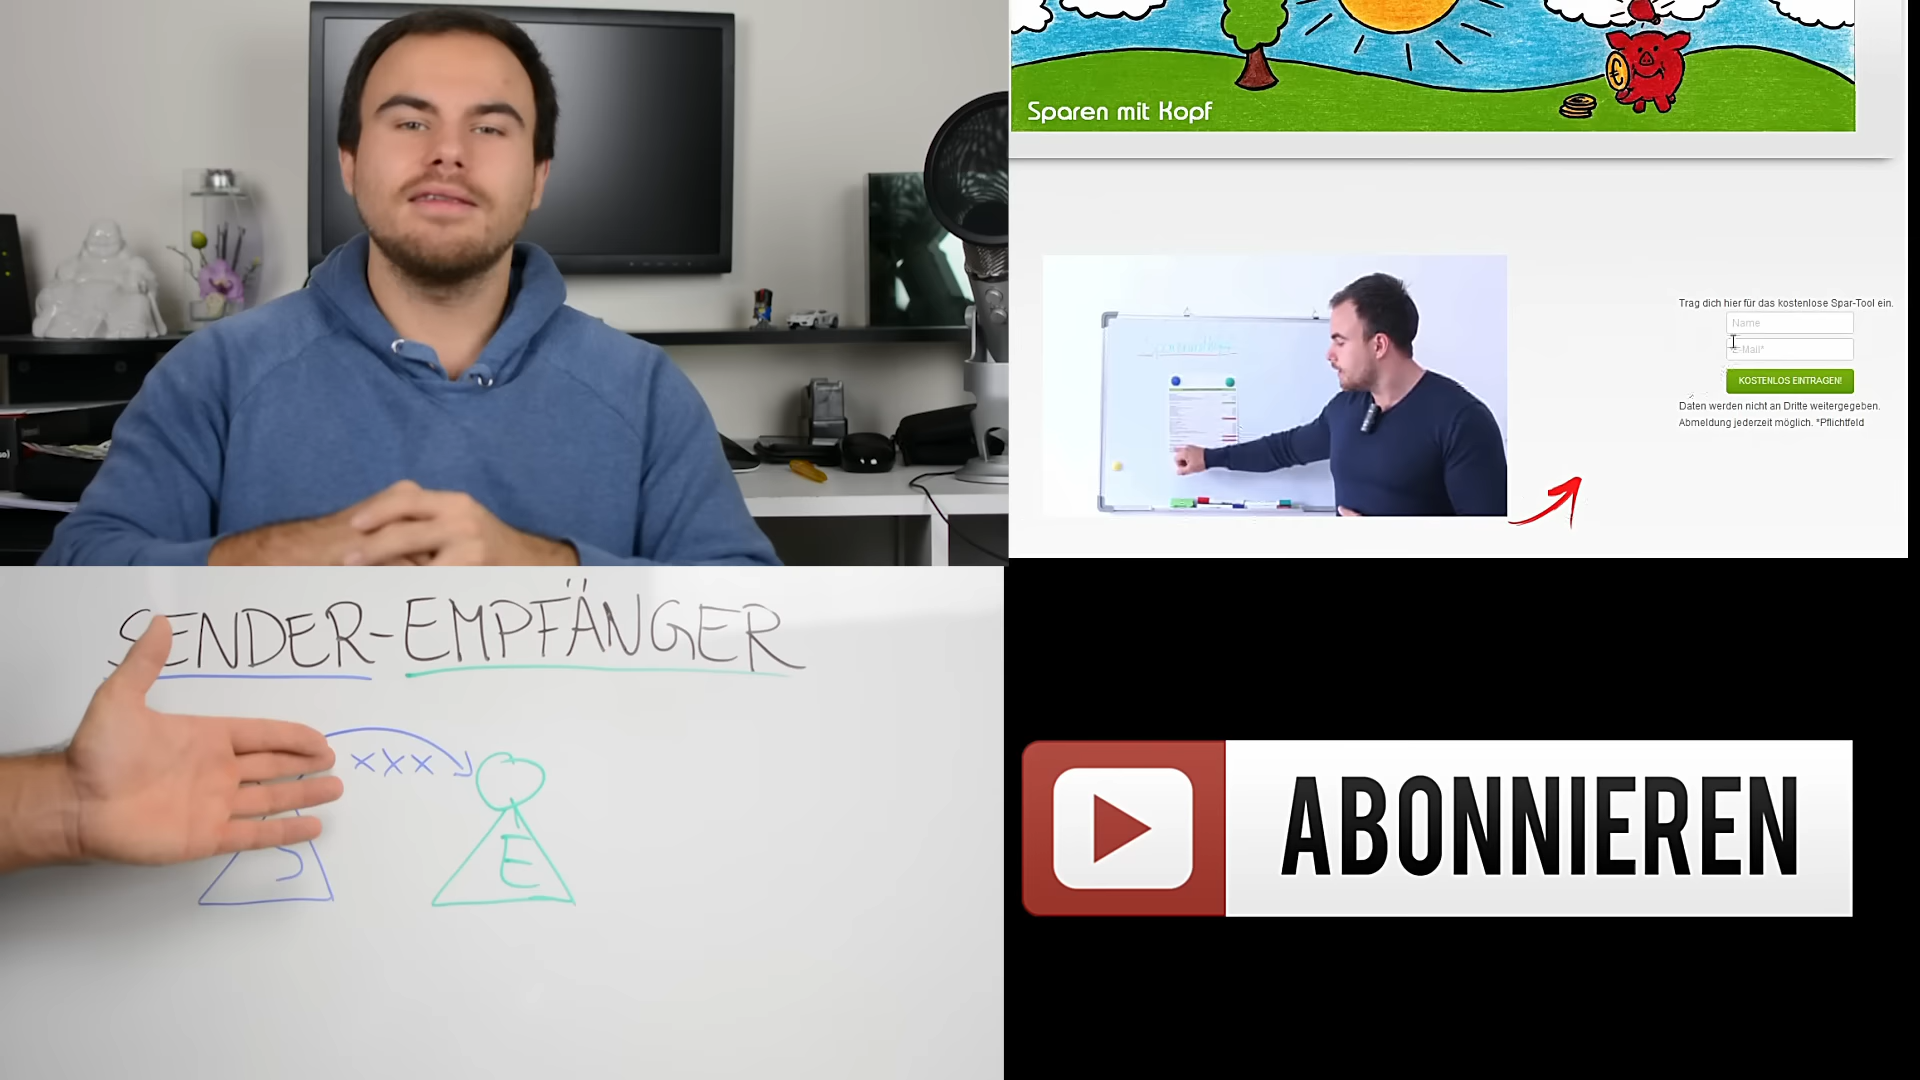 Sparen mit Kopf
Trag dich hier für das kostenlose Spar-Tool ein.
Name
E-Mail*
KOSTENLOS EINTRAGEN!
Daten werden nicht an Dritte weitergegeben.
Abmeldung jederzeit möglich. *Pflichtfeld
SENDER-EMPFÄNGER
XXX
E
ABONNIEREN